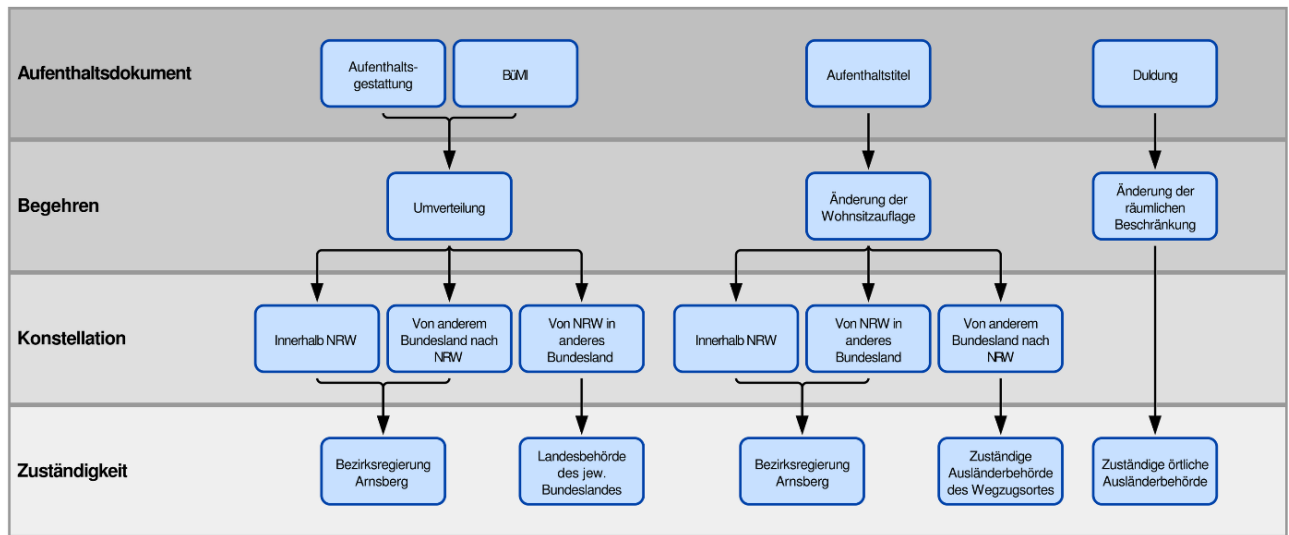 Aufenthaltsdokument
Aufenthalts-
gestattung
BüMI
Aufenthaltstitel
Duldung
Begehren
Umverteilung
Änderung der
Wohnsitzauflage
Änderung der
räumlichen
Beschränkung
Konstellation
Innerhalb NRW
Von anderem
Bundesland nach
NRW
Von NRW in
anderes
Bundesland
Innerhalb NRW
Von NRW in
anderes
Bundesland
Von anderem
Bundesland nach
NRW
Zuständigkeit
Bezirksregierung
Arnsberg
Landesbehörde
des jew.
Bundeslandes
Bezirksregierung
Arnsberg
Zuständige
Ausländerbehörde
des Wegzugsortes
Zuständige örtliche
Ausländerbehörde